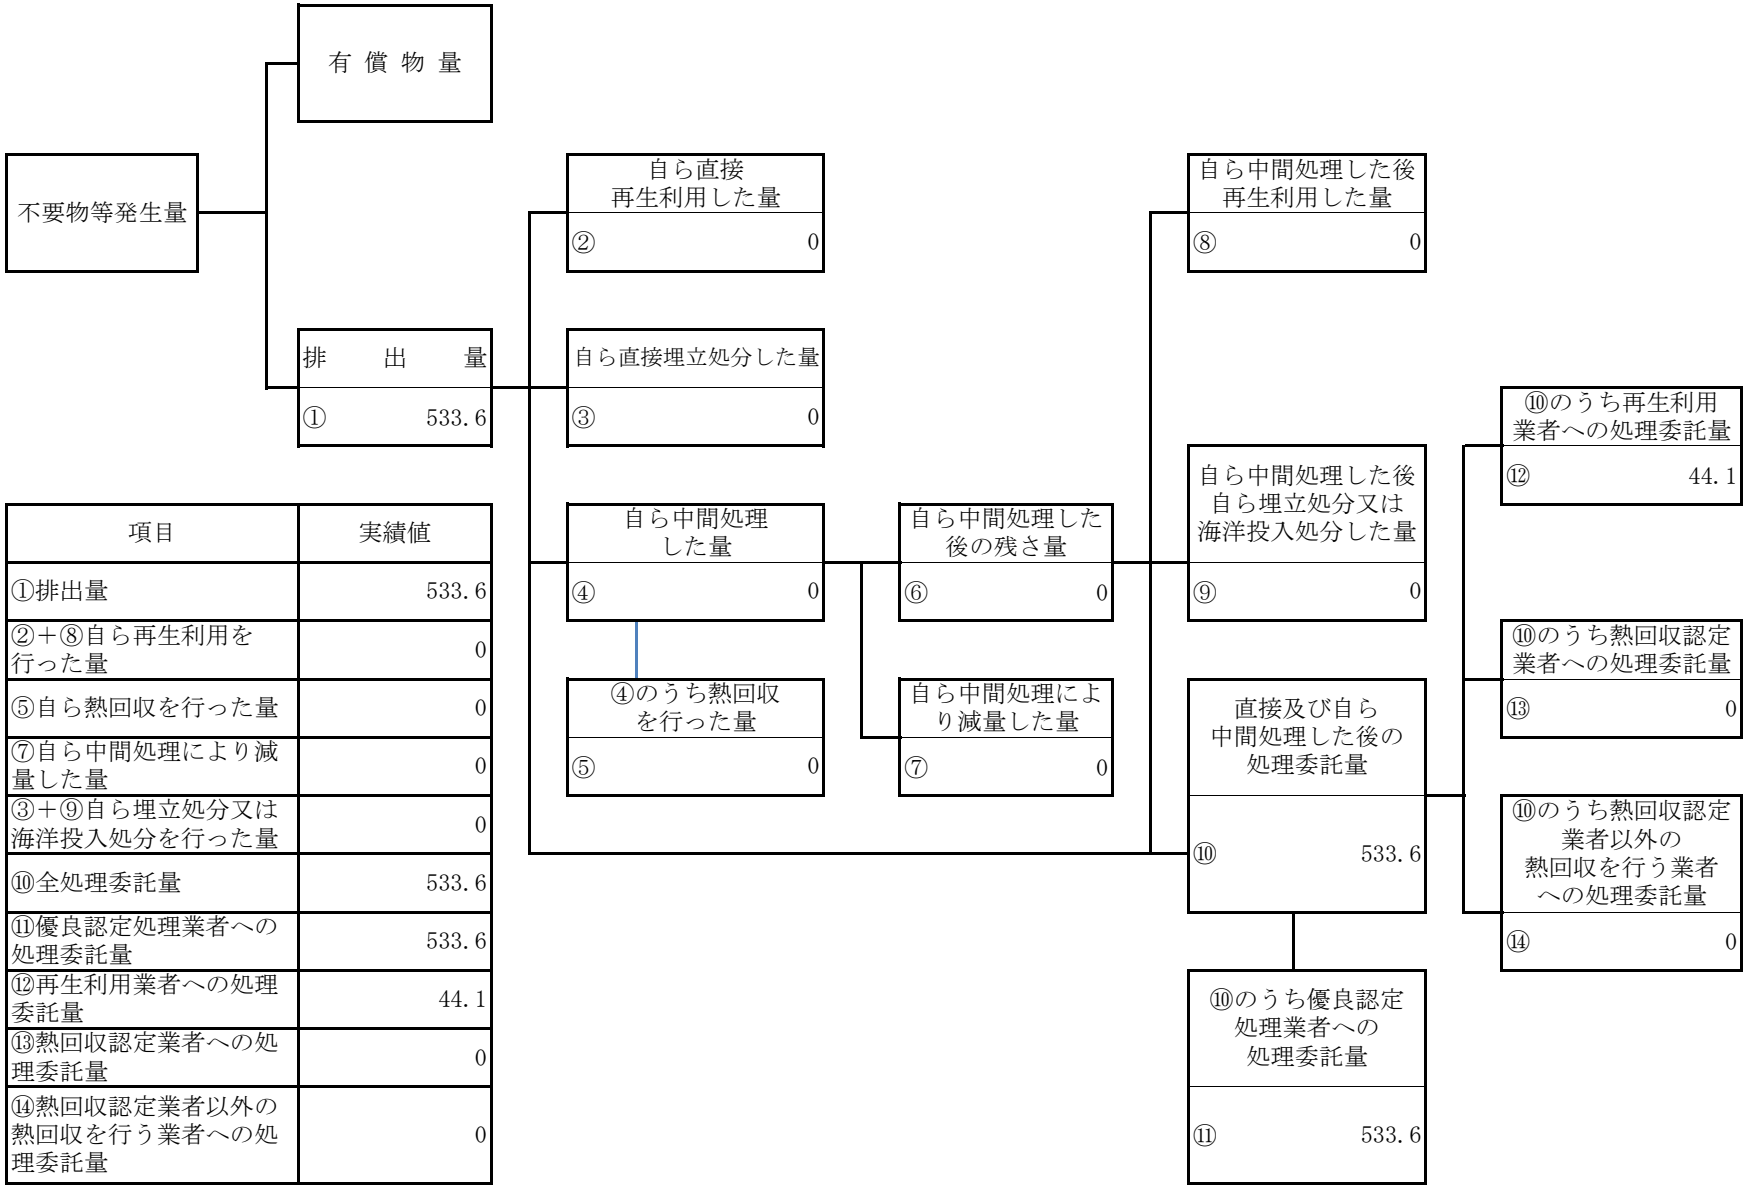 有 償 物 量
不要物等発生量
排 出 量
① 533.6
自ら直接
再生利用した量
② 0
自ら直接埋立処分した量
③ 0
自ら中間処理
した量
④ 0
④のうち熱回収
を行った量
⑤ 0
自ら中間処理した
後の残さ量
⑥ 0
自ら中間処理によ
り減量した量
⑦ 0
自ら中間処理した後
再生利用した量
⑧ 0
自ら中間処理した後
自ら埋立処分又は
海洋投入処分した量
⑨ 0
直接及び自ら
中間処理した後の
処理委託量
⑩ 533.6
⑩のうち優良認定
処理業者への
処理委託量
⑪ 533.6
⑩のうち再生利用
業者への処理委託量
⑫ 44.1
⑩のうち熱回収認定
業者への処理委託量
⑬ 0
⑩のうち熱回収認定
業者以外の
熱回収を行う業者
への処理委託量
⑭ 0
項目 実績値
①排出量 533.6
②＋⑧自ら再生利用を
行った量 0
⑤自ら熱回収を行った量 0
⑦自ら中間処理により減
量した量 0
③＋⑨自ら埋立処分又は
海洋投入処分を行った量 0
⑩全処理委託量 533.6
⑪優良認定処理業者への
処理委託量 533.6
⑫再生利用業者への処理
委託量 44.1
⑬熱回収認定業者への処
理委託量 0
⑭熱回収認定業者以外の
熱回収を行う業者への処
理委託量 0